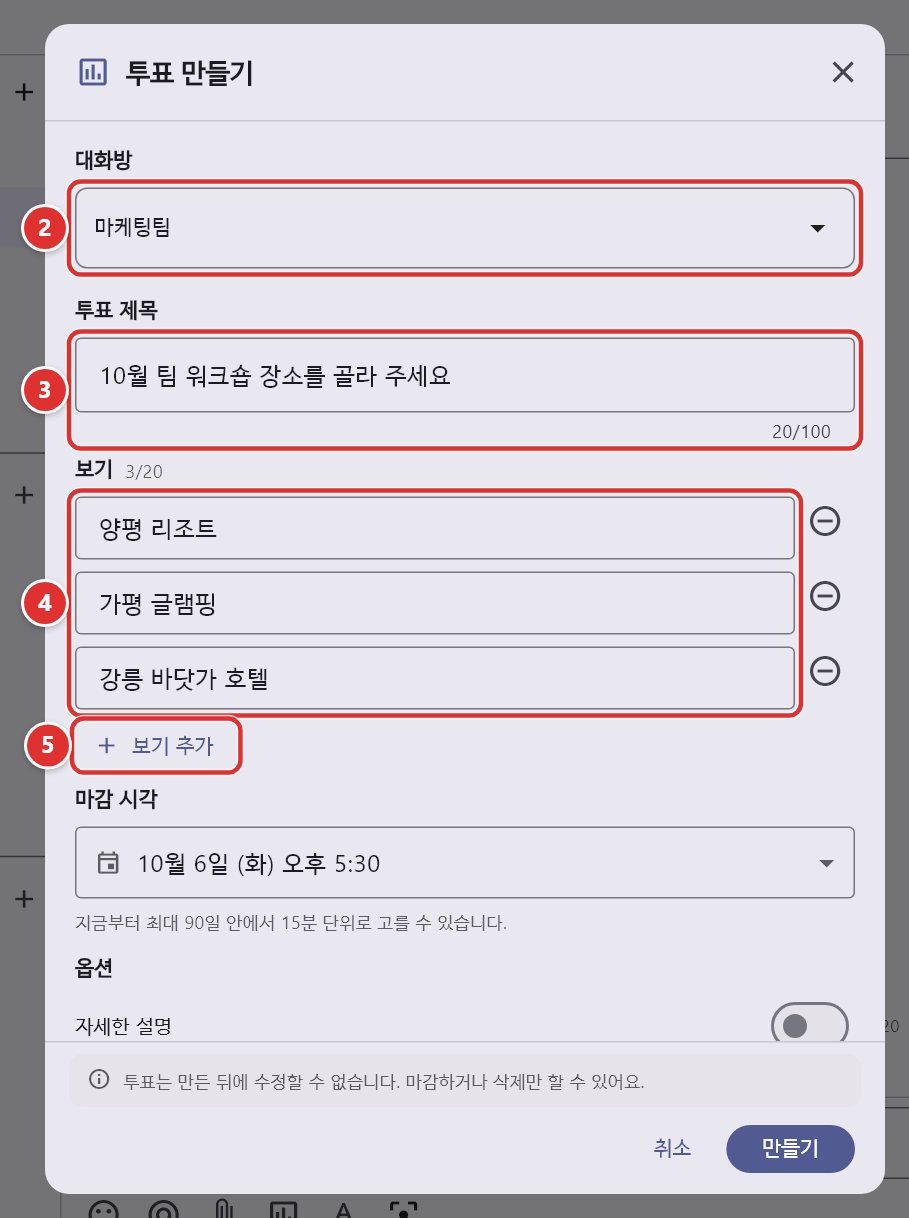 투표 만들기
대화방
2
마케팅팀
투표 제목
3
10월 팀 워크숍 장소를 골라 주세요
20/100
보기 3/20
양평 리조트
4
가평 글램핑
강릉 바닷가 호텔
5
보기 추가
마감 시각
10월 6일 (화) 오후 5:30
지금부터 최대 90일 안에서 15분 단위로 고를 수 있습니다.
옵션
자세한 설명
20
투표는 만든 뒤에 수정할 수 없습니다. 마감하거나 삭제만 할 수 있어요.
취소
만들기